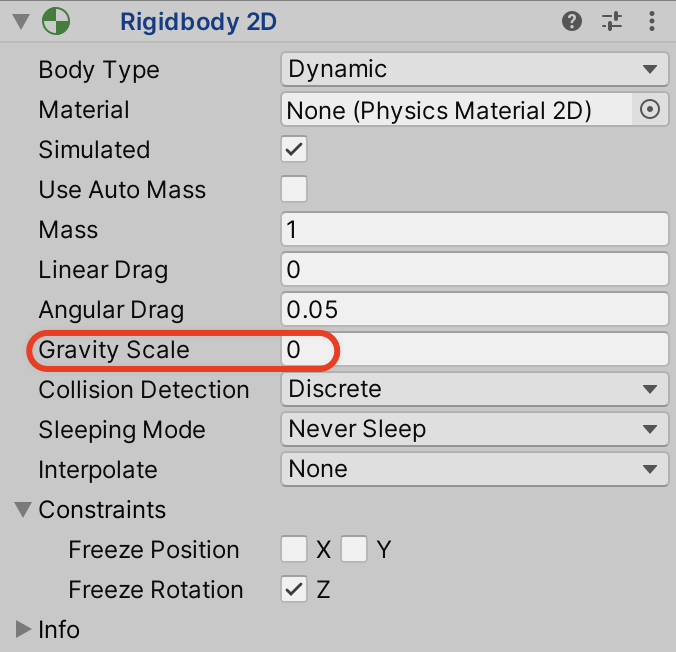 Rigidbody 2D
Body Type Dynamic
Material None (Physics Material 2D)
Simulated
Use Auto Mass
Mass 1
Linear Drag 0
Angular Drag 0.05
Gravity Scale 0
Collision Detection Discrete
Sleeping Mode Never Sleep
Interpolate None
Constraints
Freeze Position X Y
Freeze Rotation Z
Info